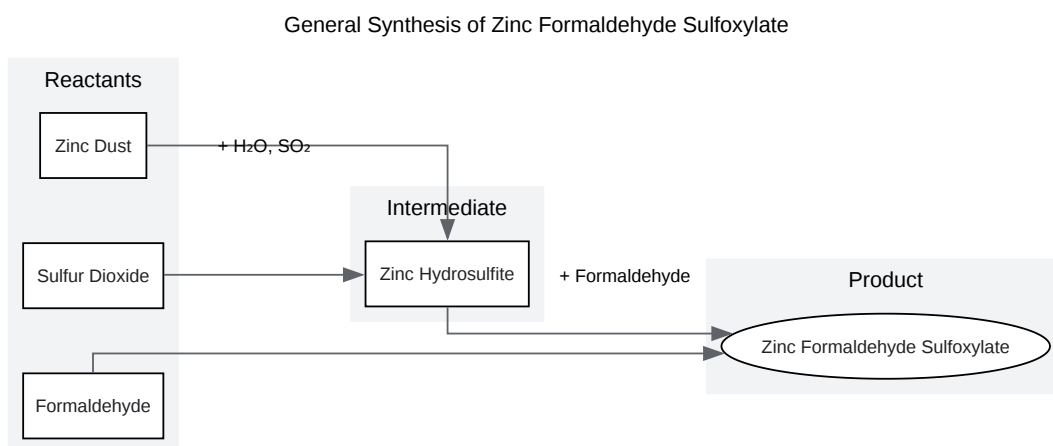 General Synthesis of Zinc Formaldehyde Sulfoxylate
Reactants
Zinc Dust
+ H₂O, SO₂
Intermediate
Sulfur Dioxide
Zinc Hydrosulfite
+ Formaldehyde
Product
Zinc Formaldehyde Sulfoxylate
Formaldehyde